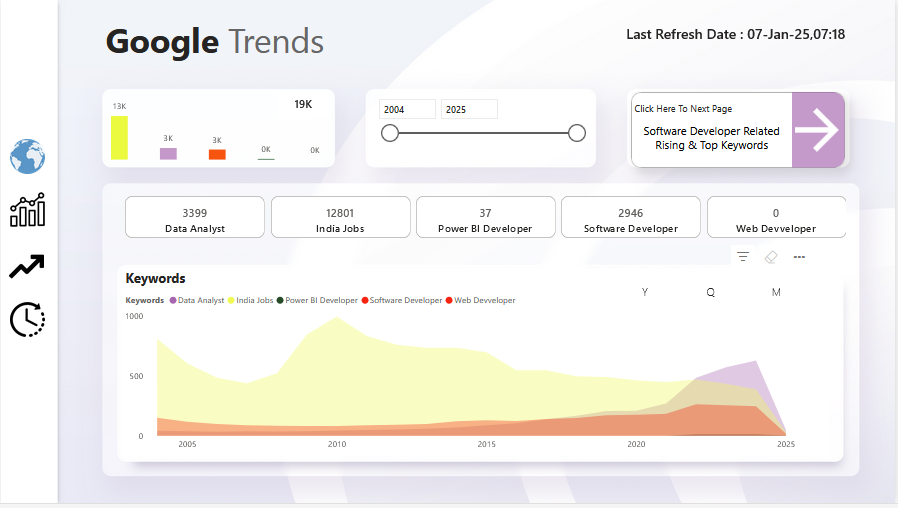 Google Trends
Last Refresh Date : 07-Jan-25,07:18
13K
3K
3K
0K
0K
19K
2004
2025
Click Here To Next Page
Software Developer Related
Rising & Top Keywords
3399
Data Analyst
12801
India Jobs
37
Power BI Developer
2946
Software Developer
0
Web Devveloper
Keywords
Y
Q
M
Keywords Data Analyst India Jobs Power BI Developer Software Developer Web Devveloper
1000
500
0
2005
2010
2015
2020
2025